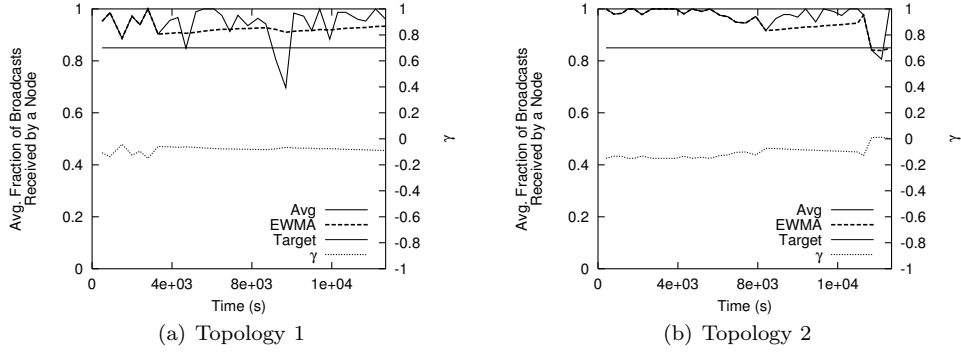 Avg. Fraction of Broadcasts
Received by a Node
1
0.8
0.6
0.4
0.2
0
1
0.8
0.6
0.4
0.2
0
-0.2
-0.4
-0.6
-0.8
-1
γ
Avg
EWMA
Target
γ
0
4e+03
8e+03
1e+04
Time (s)
(a) Topology 1
Avg. Fraction of Broadcasts
Received by a Node
1
0.8
0.6
0.4
0.2
0
1
0.8
0.6
0.4
0.2
0
-0.2
-0.4
-0.6
-0.8
-1
γ
Avg
EWMA
Target
γ
0
4e+03
8e+03
1e+04
Time (s)
(b) Topology 2